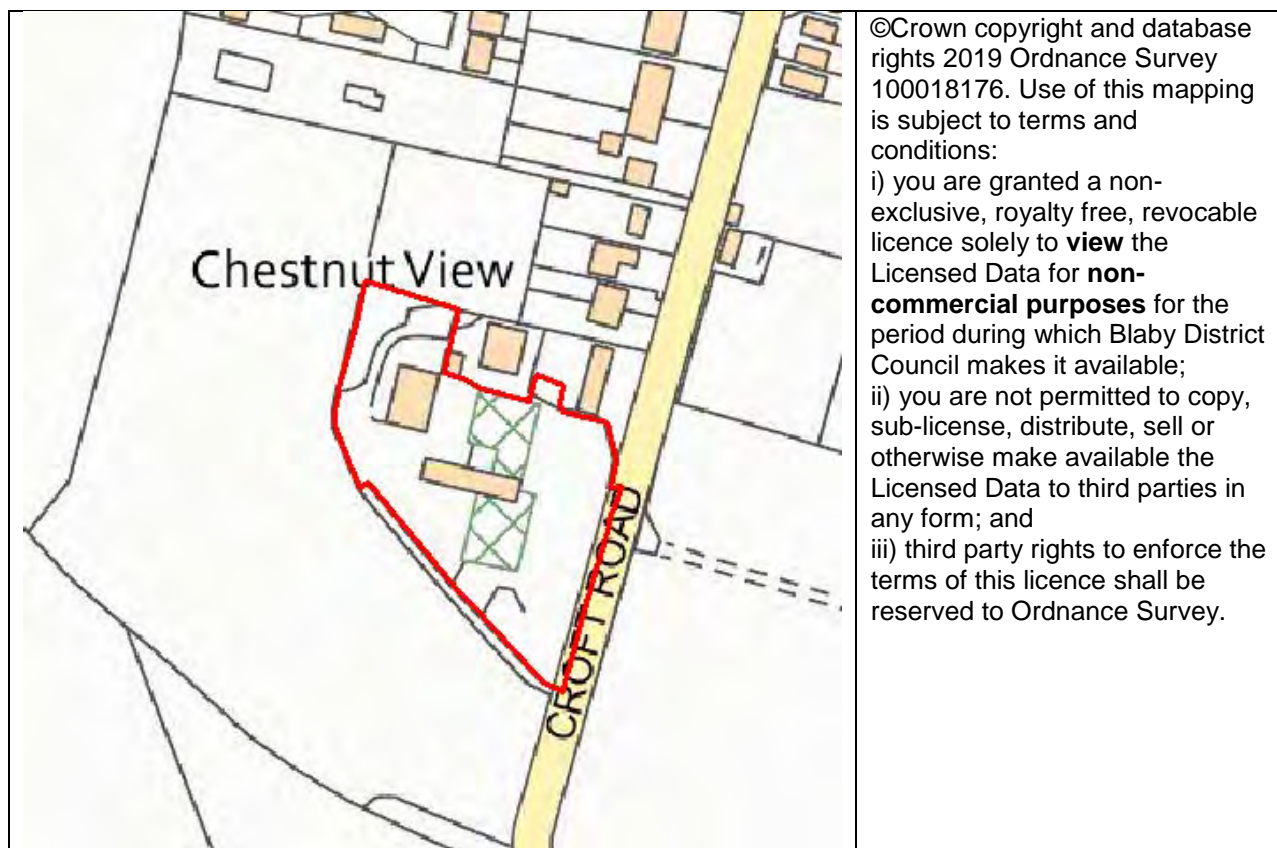 Chestnut View
CROFT ROAD
©Crown copyright and database
rights 2019 Ordnance Survey
100018176. Use of this mapping
is subject to terms and
conditions:
i) you are granted a non-
exclusive, royalty free, revocable
licence solely to view the
Licensed Data for non-
commercial purposes for the
period during which Blaby District
Council makes it available;
ii) you are not permitted to copy,
sub-license, distribute, sell or
otherwise make available the
Licensed Data to third parties in
any form; and
iii) third party rights to enforce the
terms of this licence shall be
reserved to Ordnance Survey.